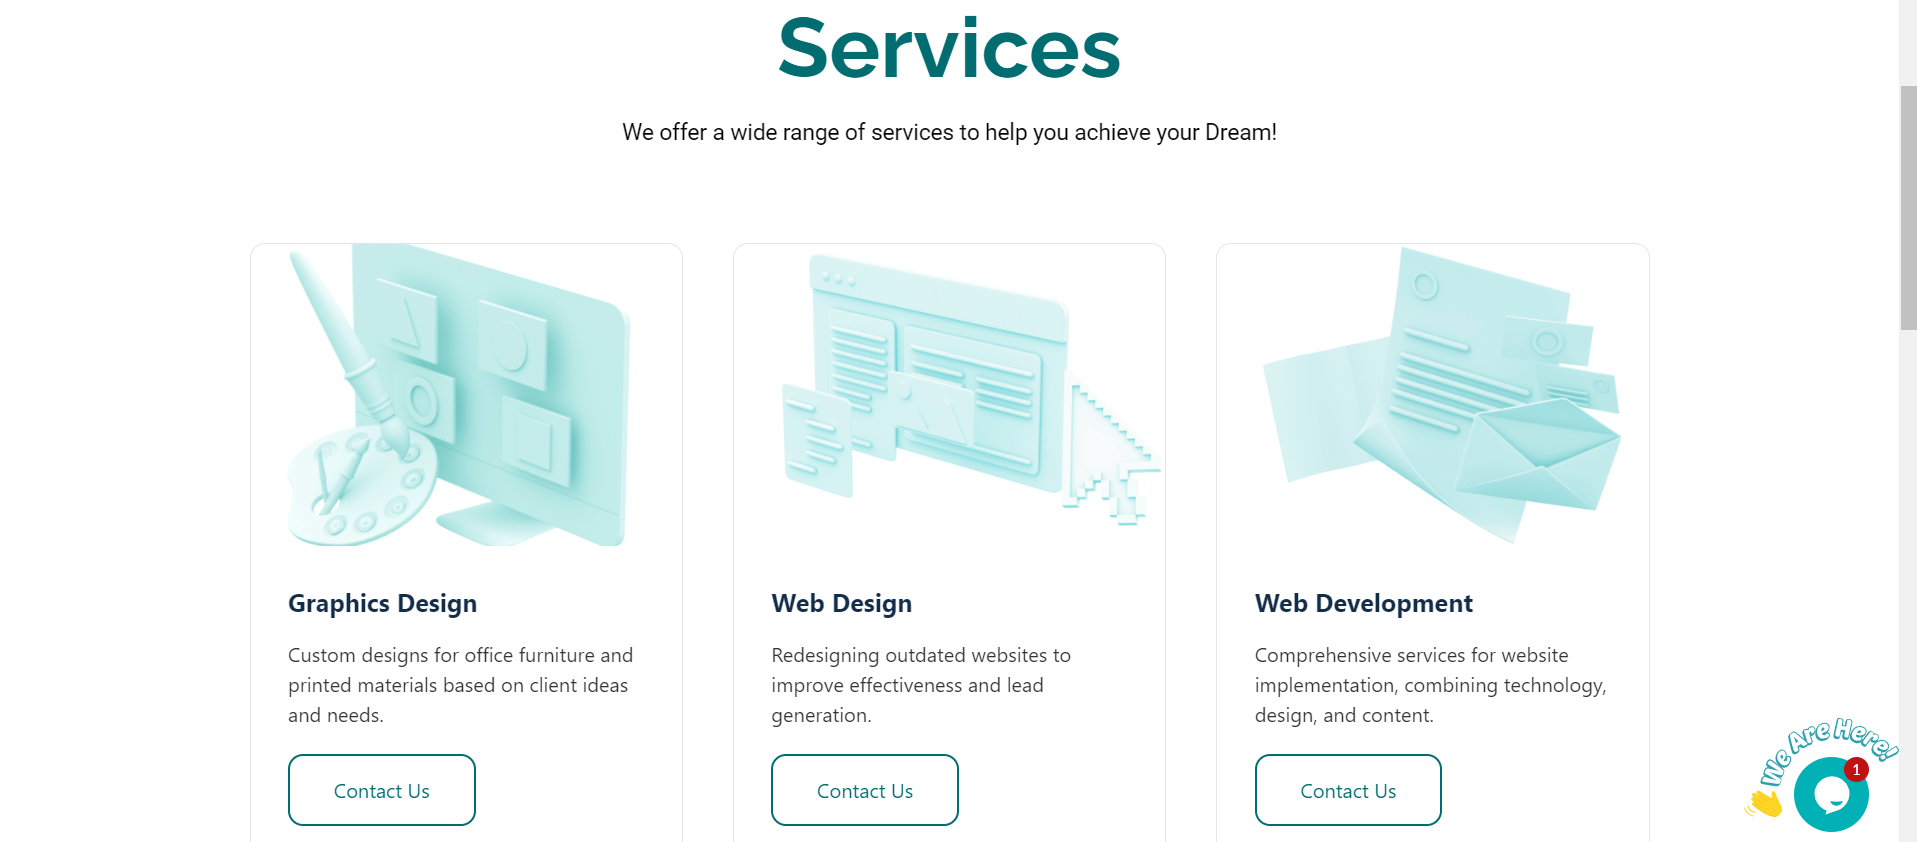 Services
We offer a wide range of services to help you achieve your Dream!
Graphics Design
Custom designs for office furniture and
printed materials based on client ideas
and needs.
Contact Us
Web Design
Redesigning outdated websites to
improve effectiveness and lead
generation.
Contact Us
Web Development
Comprehensive services for website
implementation, combining technology,
design, and content.
Contact Us
We Are Here!
1